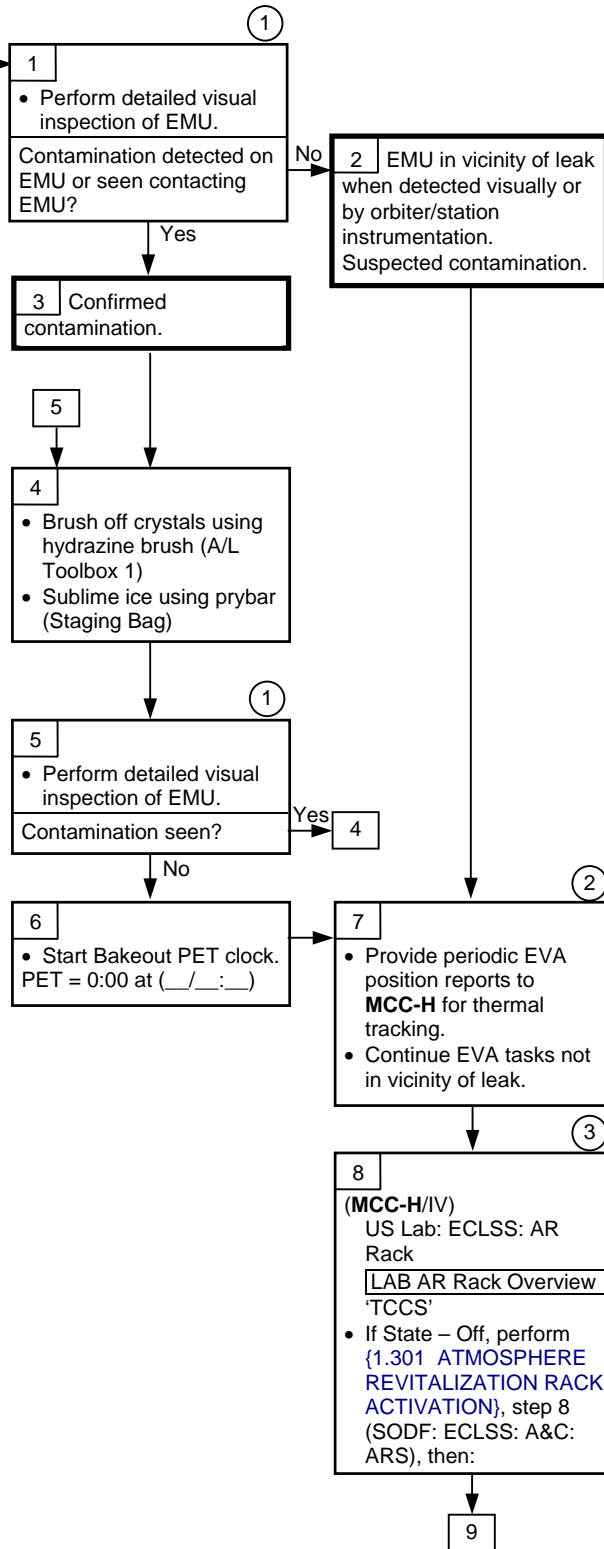 1
1
• Perform detailed visual
inspection of EMU.
Contamination detected on
EMU or seen contacting
EMU?
No
Yes
2 EMU in vicinity of leak
when detected visually or
by orbiter/station
instrumentation.
Suspected contamination.
3 Confirmed
contamination.
5
4
• Brush off crystals using
hydrazine brush (A/L
Toolbox 1)
• Sublime ice using prybar
(Staging Bag)
1
5
• Perform detailed visual
inspection of EMU.
Contamination seen?
Yes
4
No
6
• Start Bakeout PET clock.
PET = 0:00 at (__/__:__)
2
7
• Provide periodic EVA
position reports to
MCC-H for thermal
tracking.
• Continue EVA tasks not
in vicinity of leak.
3
8
(MCC-H/IV)
US Lab: ECLSS: AR
Rack
LAB AR Rack Overview
‘TCCS’
• If State – Off, perform
{1.301 ATMOSPHERE
REVITALIZATION RACK
ACTIVATION}, step 8
(SODF: ECLSS: A&C:
ARS), then:
9